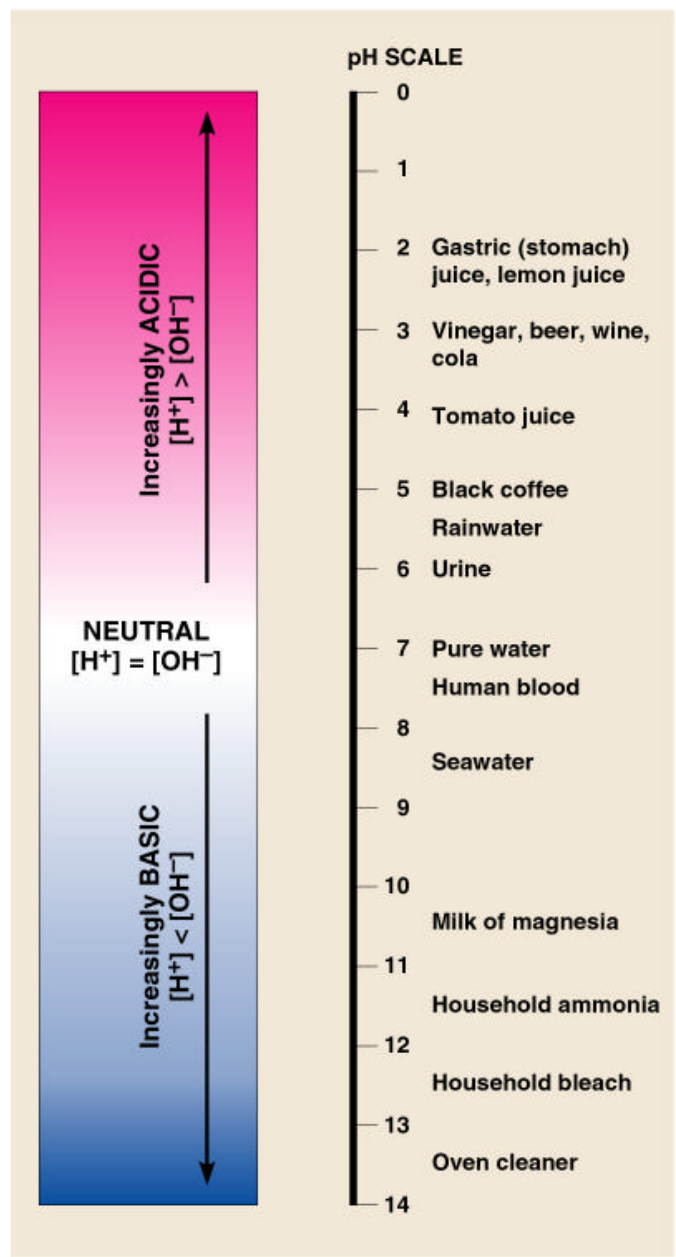 pH SCALE
0
1
2 Gastric (stomach)
juice, lemon juice
3 Vinegar, beer, wine,
cola
4 Tomato juice
5 Black coffee
Rainwater
6 Urine
7 Pure water
Human blood
8
Seawater
9
10
Milk of magnesia
11
Household ammonia
12
Household bleach
13
Oven cleaner
14
Increasingly ACIDIC
[H⁺] > [OH⁻]
NEUTRAL
[H⁺] = [OH⁻]
Increasingly BASIC
[H⁺] < [OH⁻]